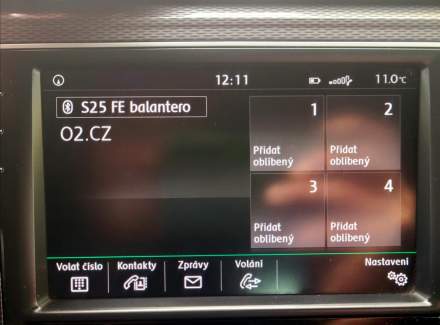 12:11
11.0°C
S25 FE balantero
O2.CZ
1
Přidat
oblíbený
2
Přidat
oblíbený
3
Přidat
oblíbený
4
Přidat
oblíbený
Volat číslo
Kontakty
Zprávy
Volání
Nastavení